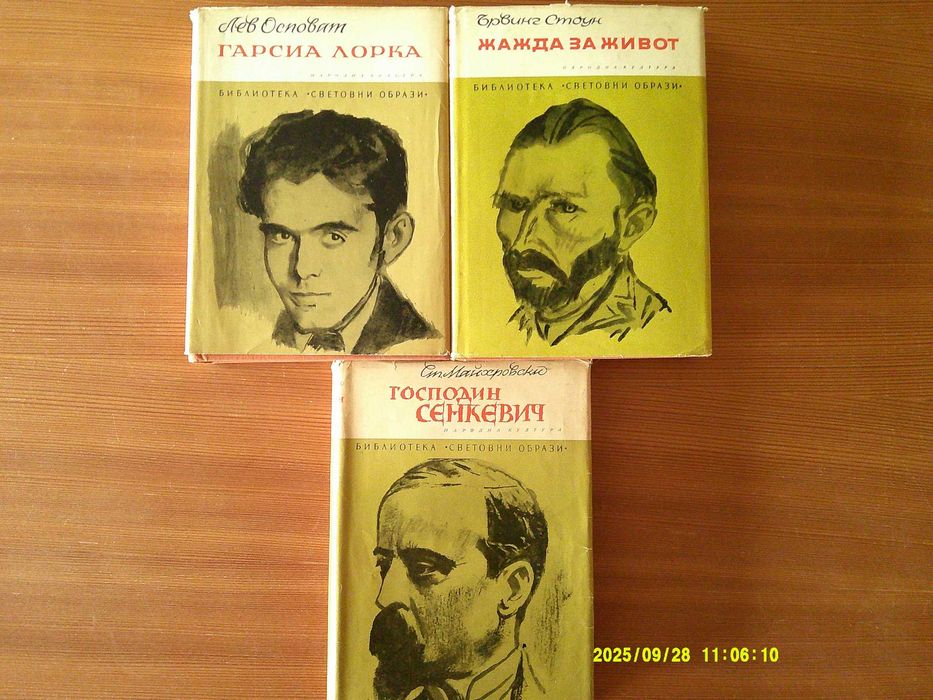 Лев Осповат
ГАРСИА ЛОРКА
НАРОДНА КУЛТУРА
БИБЛИОТЕКА «СВЕТОВНИ ОБРАЗИ»
Ървинг Стоун
ЖАЖДА ЗА ЖИВОТ
НАРОДНА КУЛТУРА
БИБЛИОТЕКА «СВЕТОВНИ ОБРАЗИ»
Ст. Майхровски
ГОСПОДИН
СЕНКЕВИЧ
НАРОДНА КУЛТУРА
БИБЛИОТЕКА «СВЕТОВНИ ОБРАЗИ»
2025/09/28 11:06:10